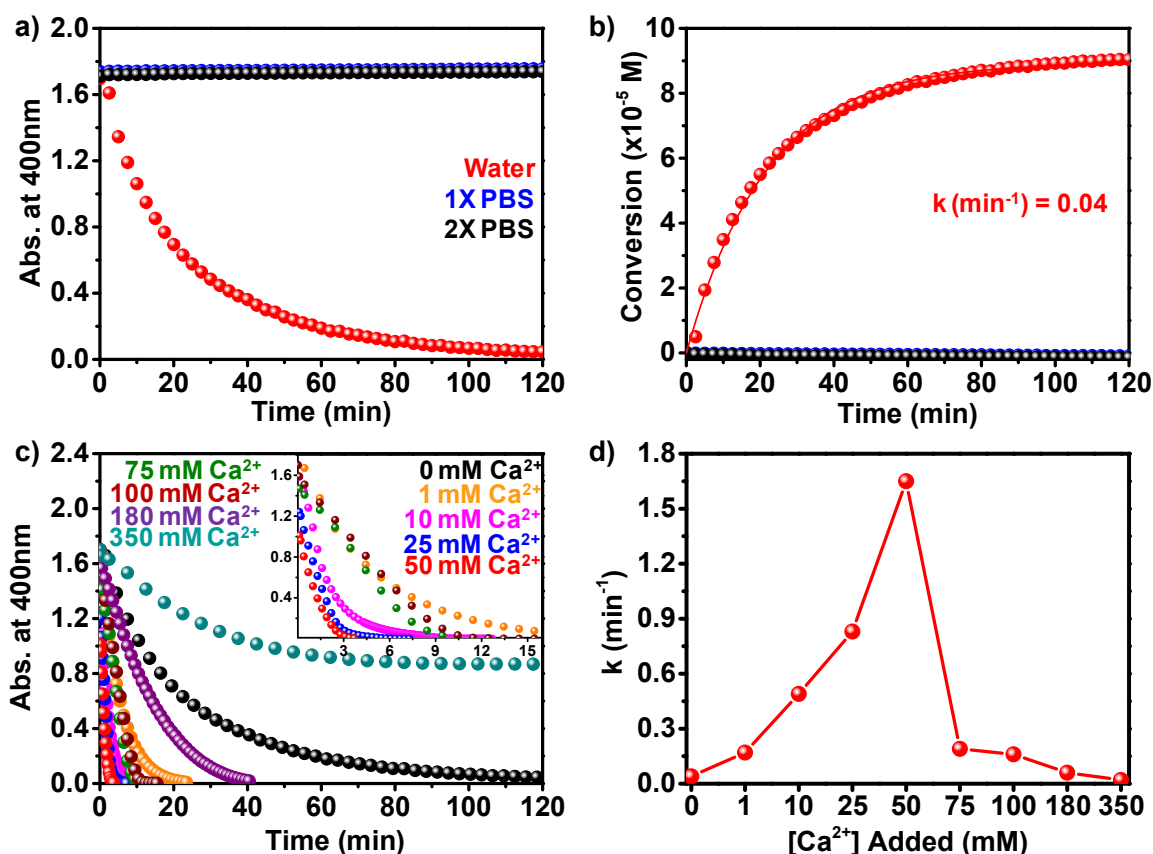 a)
2.0
1.6
1.2
0.8
0.4
0.0
Abs. at 400nm
Water
1X PBS
2X PBS
0 20 40 60 80 100 120
Time (min)
b)
10
8
6
4
2
0
Conversion (x10⁻⁵ M)
k (min⁻¹) = 0.04
0 20 40 60 80 100 120
Time (min)
c)
2.4
2.0
1.6
1.2
0.8
0.4
0.0
Abs. at 400nm
75 mM Ca²⁺
100 mM Ca²⁺
180 mM Ca²⁺
350 mM Ca²⁺
1.6
1.2
0.8
0.4
0 mM Ca²⁺
1 mM Ca²⁺
10 mM Ca²⁺
25 mM Ca²⁺
50 mM Ca²⁺
3 6 9 12 15
0 20 40 60 80 100 120
Time (min)
d)
1.8
1.5
1.2
0.9
0.6
0.3
0.0
k (min⁻¹)
0 1 10 25 50 75 100 180 350
[Ca²⁺] Added (mM)